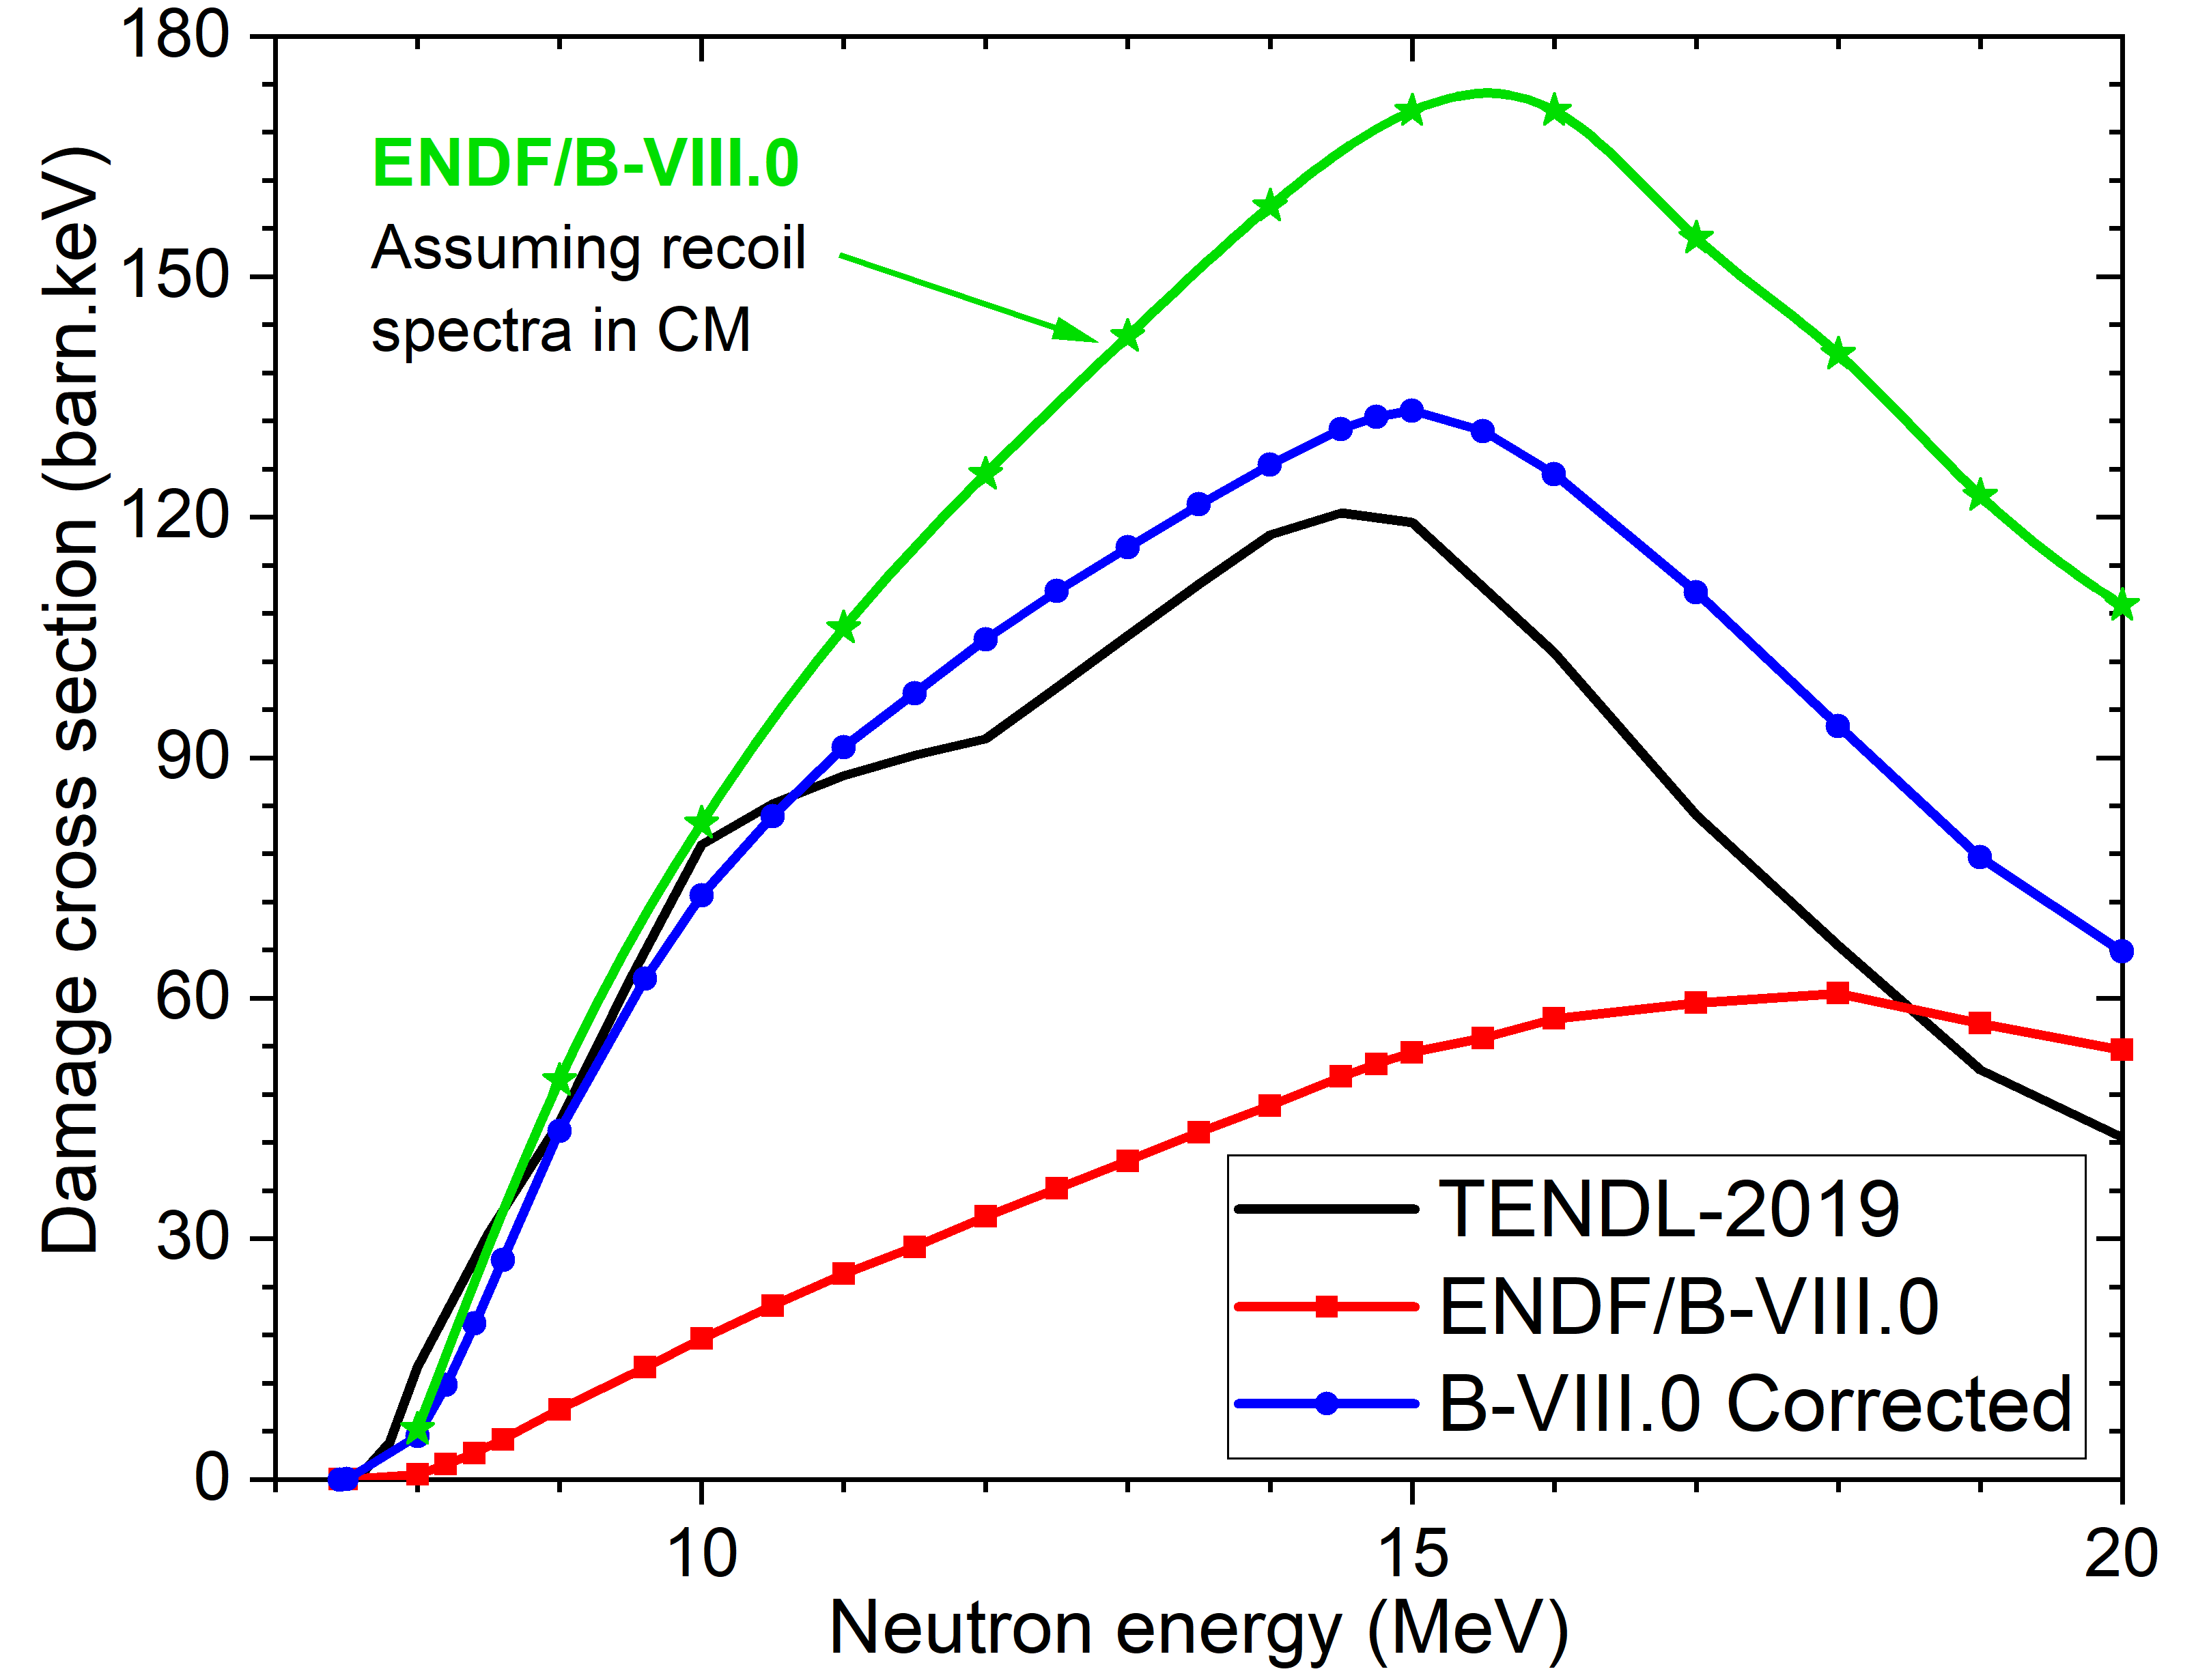 180
150
120
90
60
30
0
Damage cross section (barn.keV)
ENDF/B-VIII.0
Assuming recoil
spectra in CM
TENDL-2019
ENDF/B-VIII.0
B-VIII.0 Corrected
10
15
20
Neutron energy (MeV)